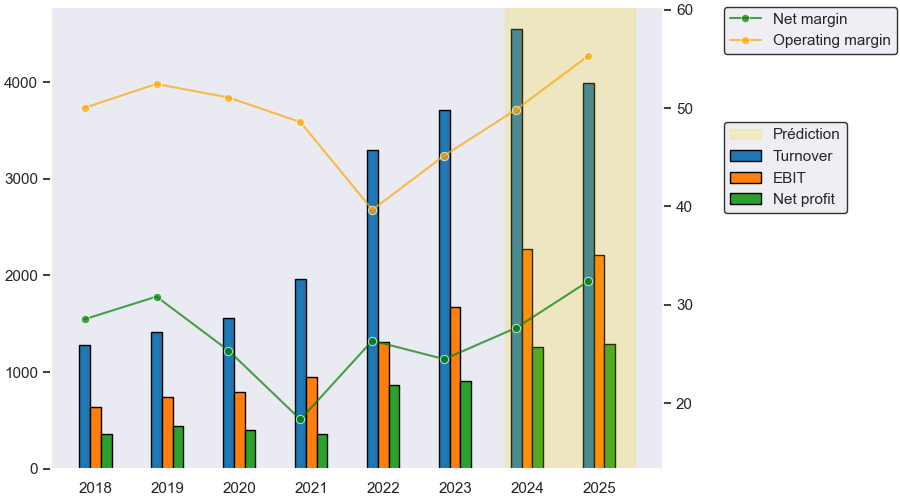 4000
3000
2000
1000
0
60
50
40
30
20
2018 2019 2020 2021 2022 2023 2024 2025
Net margin
Operating margin
Prédiction
Turnover
EBIT
Net profit